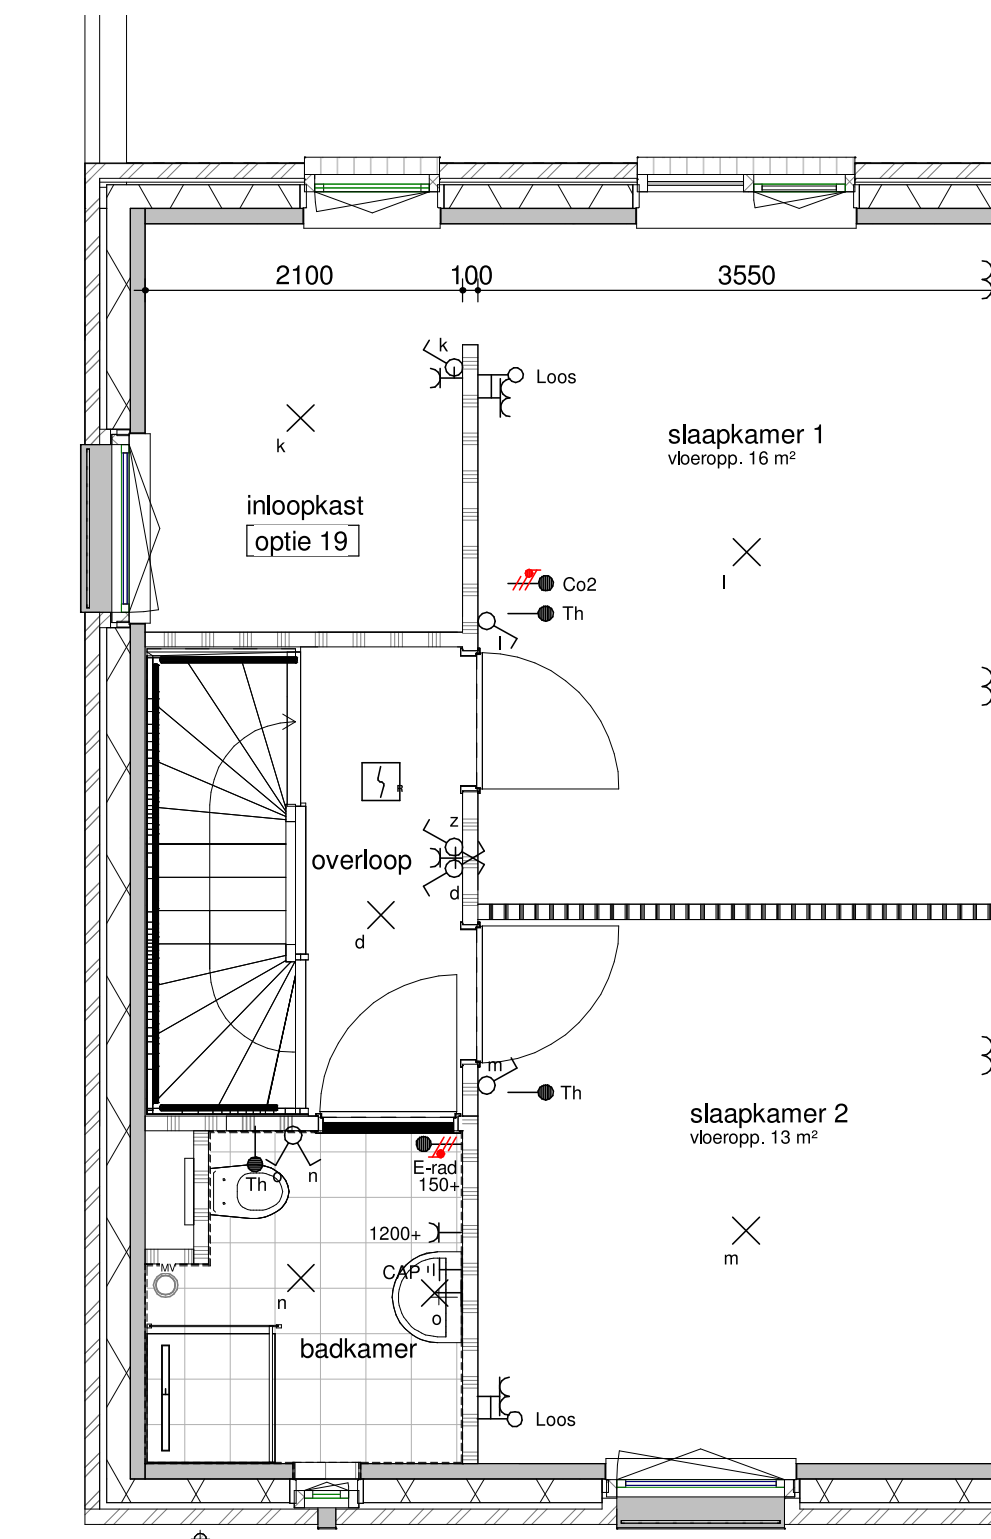 2100 100 3550
k
Loos
k
slaapkamer 1
vloeropp. 16 m²
inloopkast
optie 19
l
Co2
Th
l
z
overloop
d
d
m
Th
slaapkamer 2
vloeropp. 13 m²
E-rad
150+
Th
o
n
1200+
m
MV
CAP
n
o
badkamer
Loos